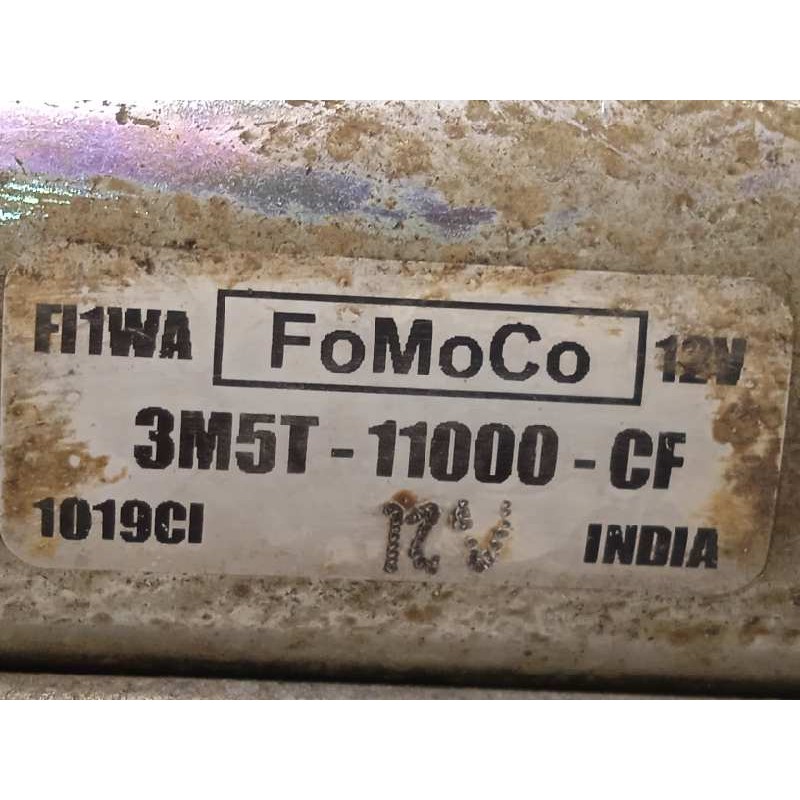 FI1WA FoMoCo 12V
3M5T-11000-CF
1019CI 12V INDIA